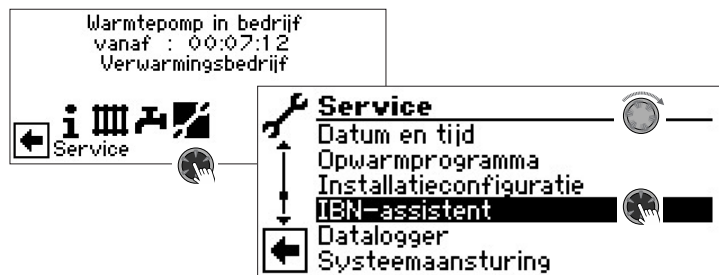 Warmtepomp in bedrijf
vanaf : 00:07:12
Verwarmingsbedrijf
Service
Service
Datum en tijd
Opwarmprogramma
Installatieconfiguratie
IBN-assistent
Datalogger
Systeemaansturing